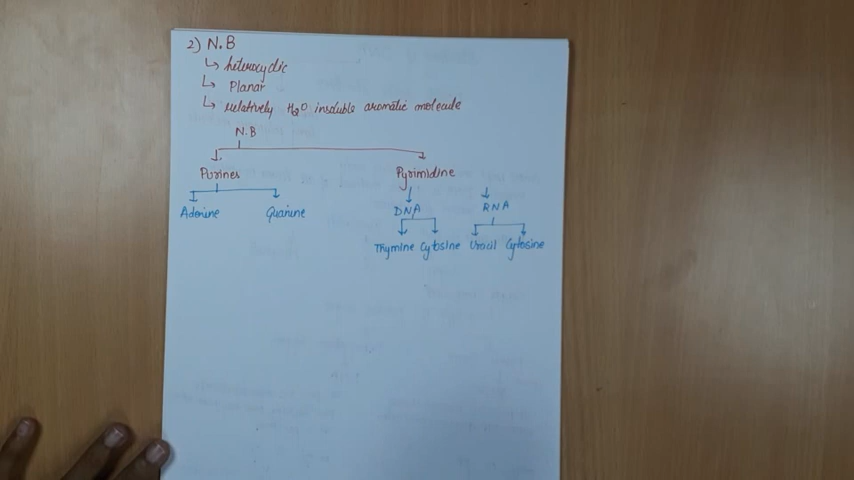 2) N.B
↳ heterocyclic
↳ Planar
↳ relatively H2O insoluble aromatic molecule
N.B
Purines Pyrimidine
Adenine Guanine DNA RNA
Thymine Cytosine Uracil Cytosine